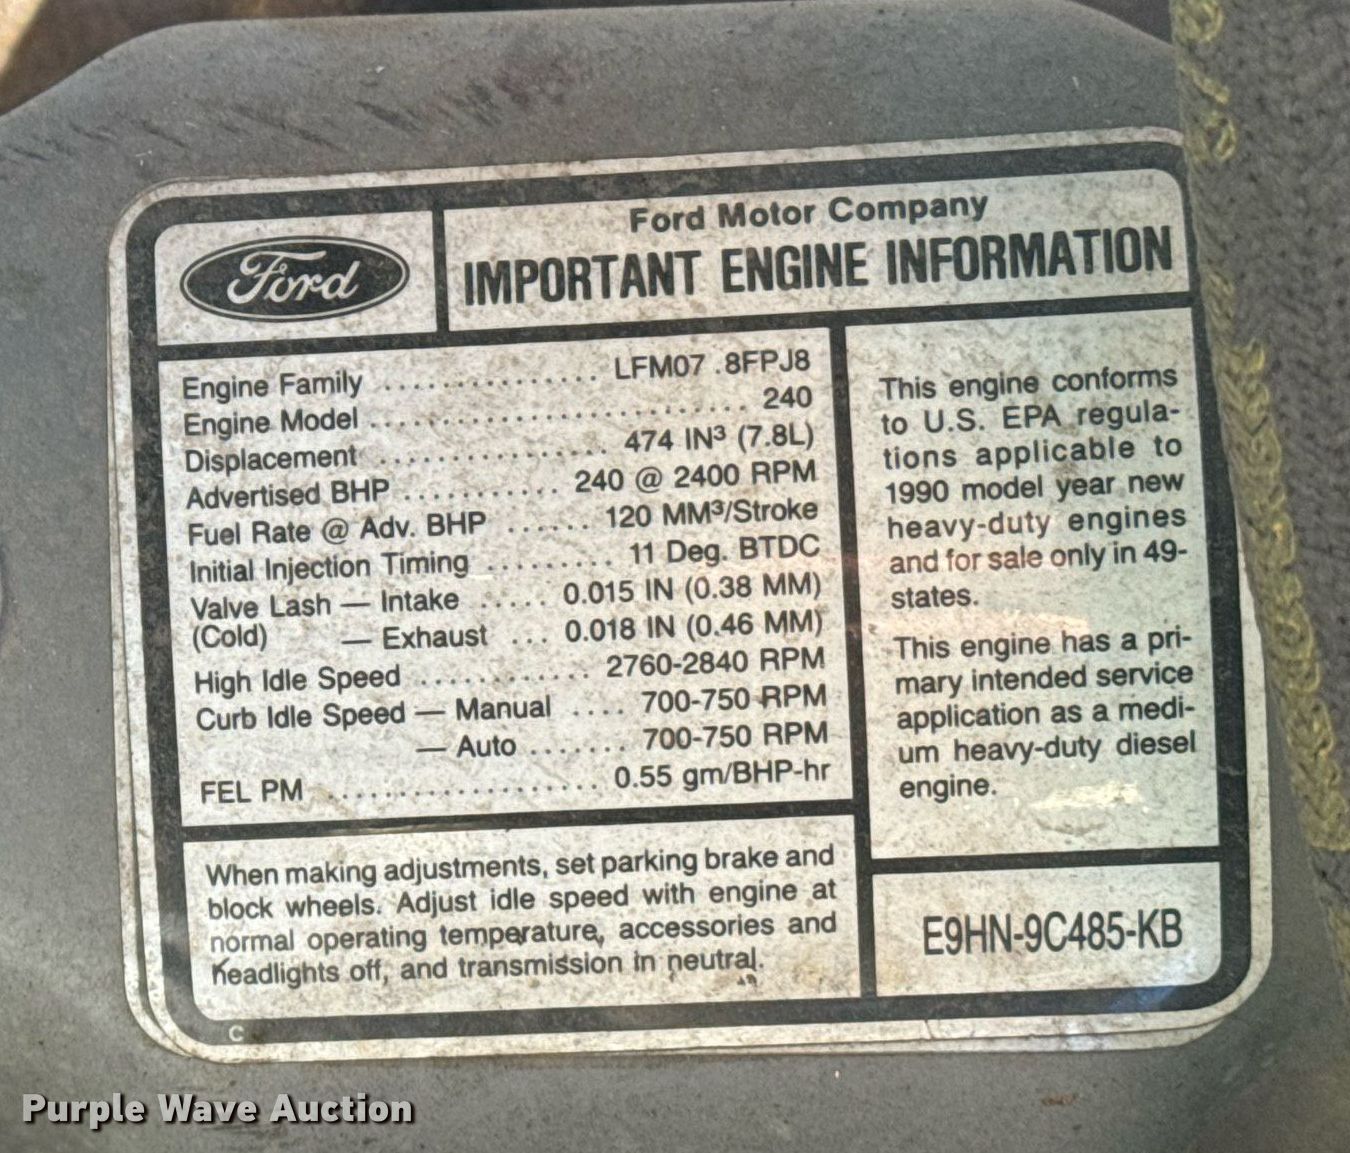 Ford
Ford Motor Company
IMPORTANT ENGINE INFORMATION
Engine Family ................ LFM07 .8FPJ8
Engine Model ............................ 240
Displacement ................. 474 IN³ (7.8L)
Advertised BHP ............ 240 @ 2400 RPM
Fuel Rate @ Adv. BHP ...... 120 MM³/Stroke
Initial Injection Timing ......... 11 Deg. BTDC
Valve Lash — Intake ..... 0.015 IN (0.38 MM)
(Cold) — Exhaust ... 0.018 IN (0.46 MM)
High Idle Speed ............ 2760-2840 RPM
Curb Idle Speed — Manual .... 700-750 RPM
— Auto ....... 700-750 RPM
FEL PM .................. 0.55 gm/BHP-hr
This engine conforms
to U.S. EPA regula-
tions applicable to
1990 model year new
heavy-duty engines
and for sale only in 49-
states.
This engine has a pri-
mary intended service
application as a medi-
um heavy-duty diesel
engine.
When making adjustments, set parking brake and
block wheels. Adjust idle speed with engine at
normal operating temperature, accessories and
headlights off, and transmission in neutral.
E9HN-9C485-KB
C
Purple Wave Auction